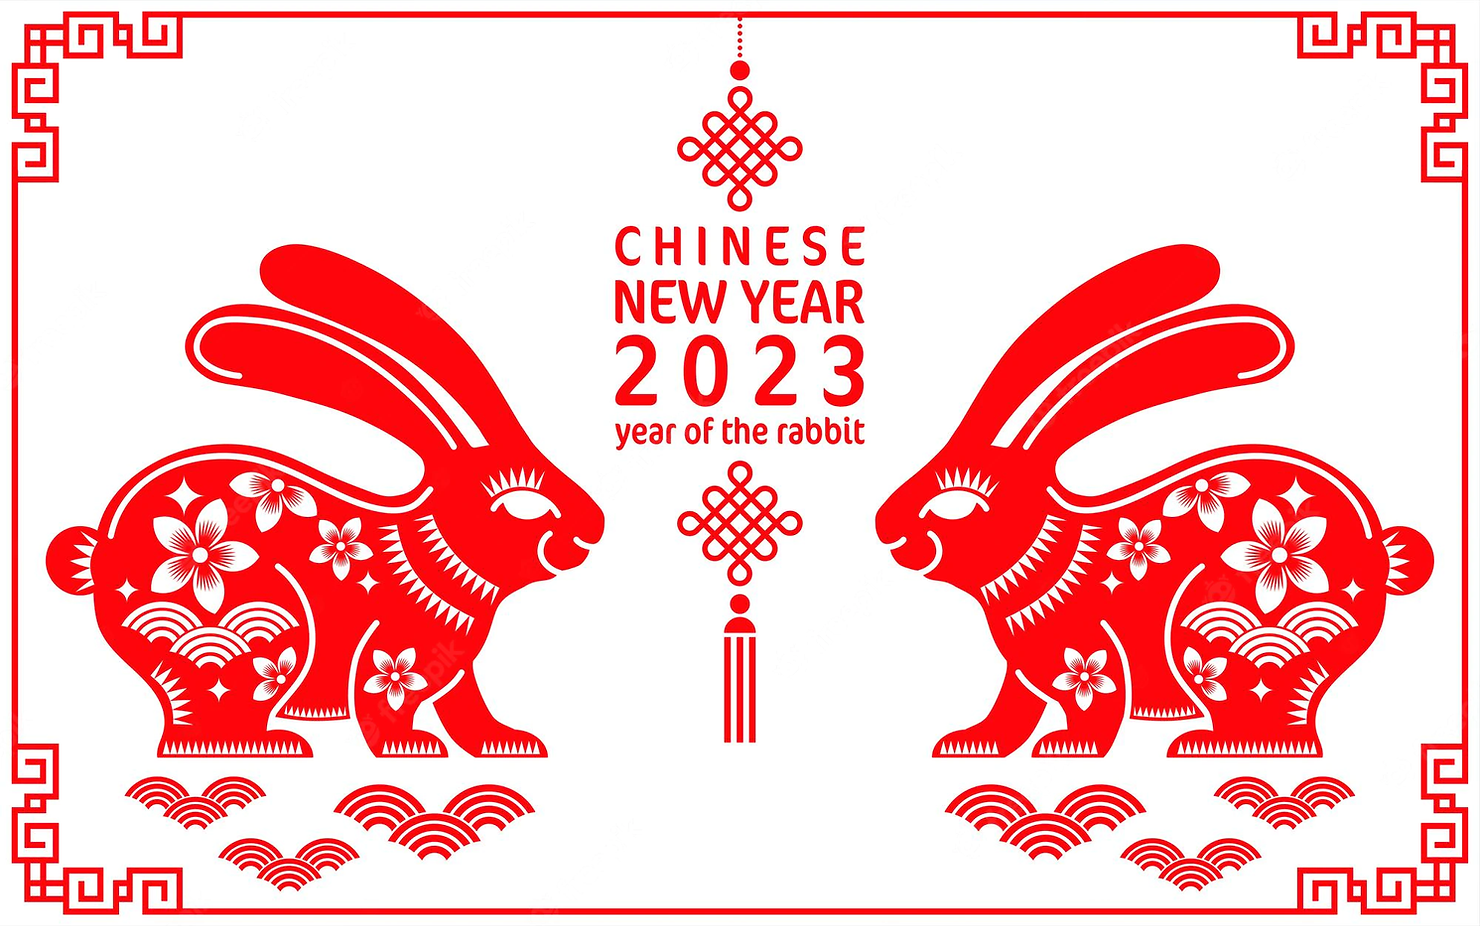 CHINESE
NEW YEAR
2023
year of the rabbit